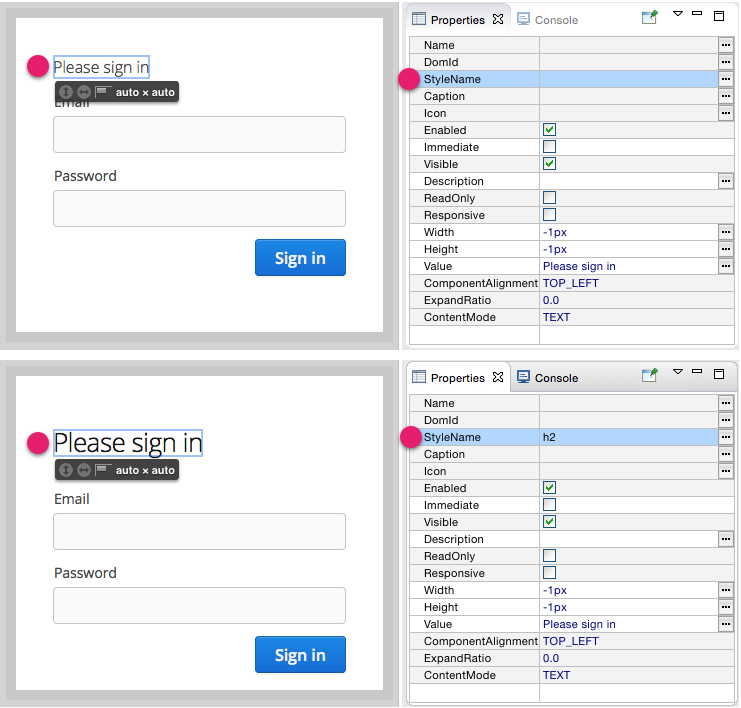 Please sign in
auto × auto
Email
Password
Sign in
Properties
Console
Name
DomId
StyleName
Caption
Icon
Enabled
Immediate
Visible
Description
ReadOnly
Responsive
Width -1px
Height -1px
Value Please sign in
ComponentAlignment TOP_LEFT
ExpandRatio 0.0
ContentMode TEXT
Please sign in
auto × auto
Email
Password
Sign in
Properties
Console
Name
DomId
StyleName h2
Caption
Icon
Enabled
Immediate
Visible
Description
ReadOnly
Responsive
Width -1px
Height -1px
Value Please sign in
ComponentAlignment TOP_LEFT
ExpandRatio 0.0
ContentMode TEXT